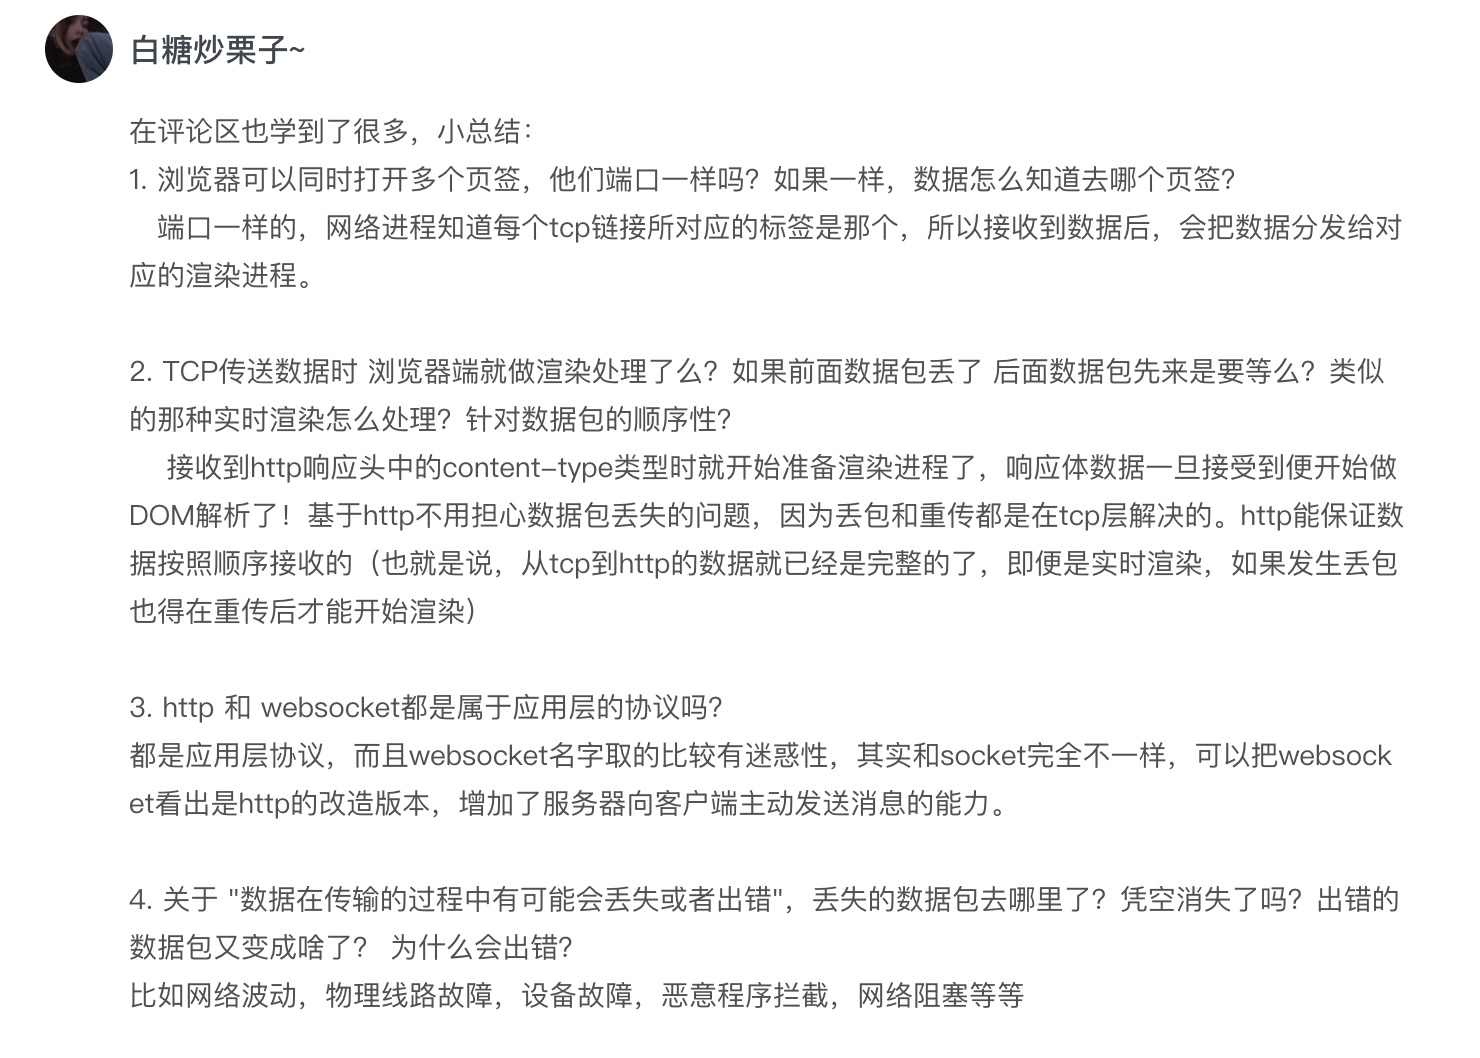 白糖炒栗子~
在评论区也学到了很多，小总结：
1. 浏览器可以同时打开多个页签，他们端口一样吗？如果一样，数据怎么知道去哪个页签？
端口一样的，网络进程知道每个tcp链接所对应的标签是那个，所以接收到数据后，会把数据分发给对
应的渲染进程。
2. TCP传送数据时 浏览器端就做渲染处理了么？如果前面数据包丢了 后面数据包先来是要等么？类似
的那种实时渲染怎么处理？针对数据包的顺序性？
接收到http响应头中的content-type类型时就开始准备渲染进程了，响应体数据一旦接受到便开始做
DOM解析了！基于http不用担心数据包丢失的问题，因为丢包和重传都是在tcp层解决的。http能保证数
据按照顺序接收的（也就是说，从tcp到http的数据就已经是完整的了，即便是实时渲染，如果发生丢包
也得在重传后才能开始渲染）
3. http 和 websocket都是属于应用层的协议吗？
都是应用层协议，而且websocket名字取的比较有迷惑性，其实和socket完全不一样，可以把websock
et看出是http的改造版本，增加了服务器向客户端主动发送消息的能力。
4. 关于 "数据在传输的过程中有可能会丢失或者出错"，丢失的数据包去哪里了？凭空消失了吗？出错的
数据包又变成啥了？ 为什么会出错？
比如网络波动，物理线路故障，设备故障，恶意程序拦截，网络阻塞等等